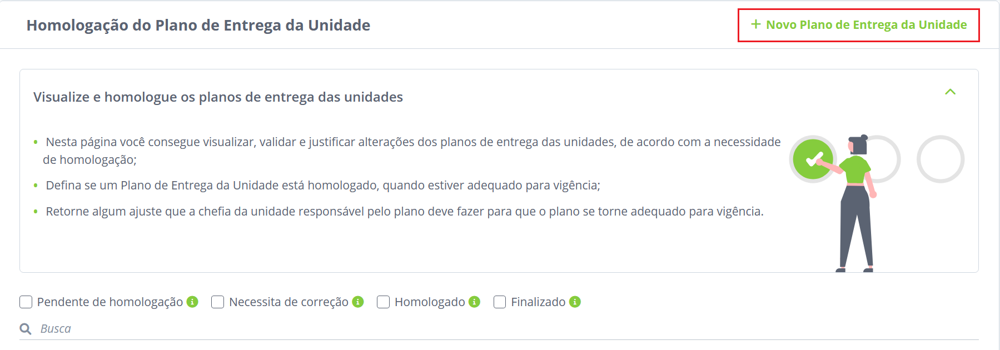 Homologação do Plano de Entrega da Unidade
+ Novo Plano de Entrega da Unidade
Visualize e homologue os planos de entrega das unidades
• Nesta página você consegue visualizar, validar e justificar alterações dos planos de entrega das unidades, de acordo com a necessidade
de homologação;
• Defina se um Plano de Entrega da Unidade está homologado, quando estiver adequado para vigência;
• Retorne algum ajuste que a chefia da unidade responsável pelo plano deve fazer para que o plano se torne adequado para vigência.
Pendente de homologação i Necessita de correção i Homologado i Finalizado i
Busca